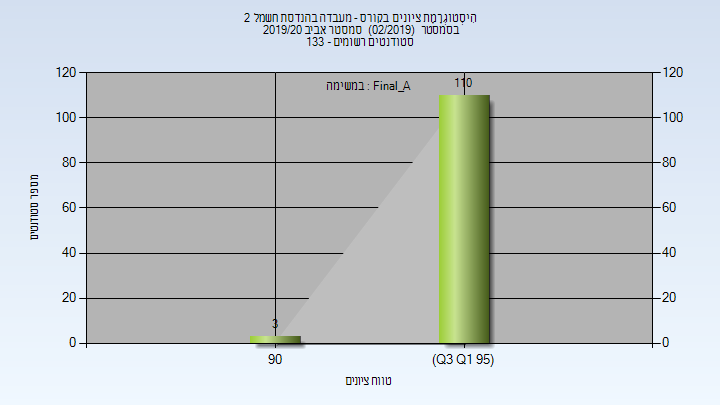 הִיסְטוֹגְרָמַת ציונים בקורס - מעבדה בהנדסת חשמל 2
בסמסטר (02/2019) סמסטר אביב 2019/20
סטודנטים רשומים - 133
במשימה : Final_A
120 120
100 100
80 80
60 60
40 40
20 20
0 0
110
3
מספר סטודנטים
90 (Q3 Q1 95)
טווח ציונים